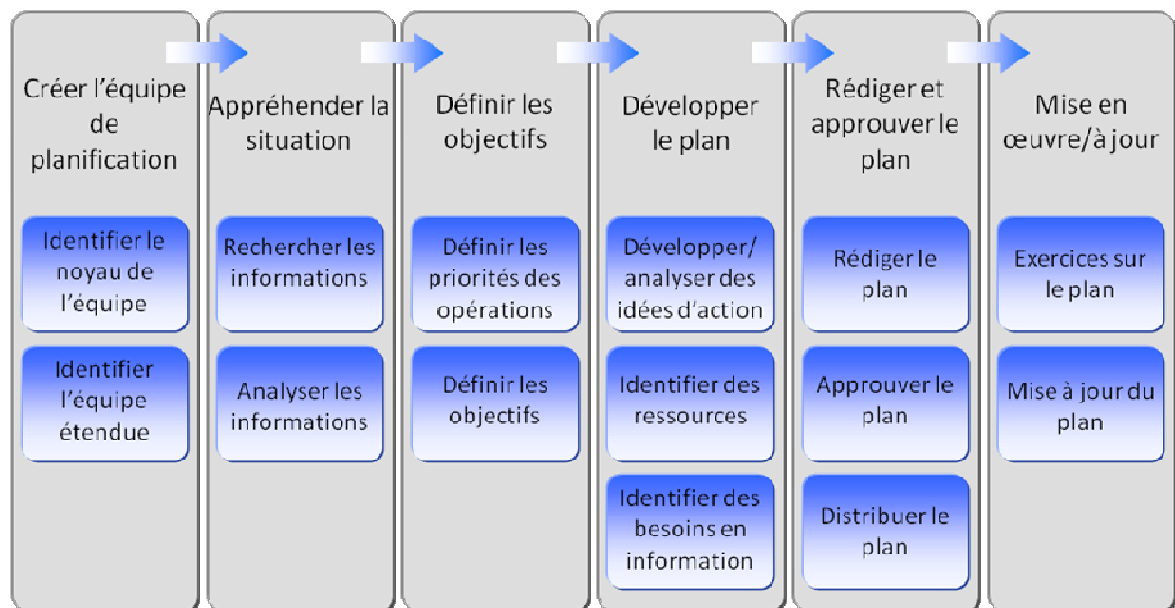 Créer l’équipe
de
planification
Identifier le
noyau de
l’équipe
Identifier
l’équipe
étendue
Appréhender la
situation
Rechercher les
informations
Analyser les
informations
Définir les
objectifs
Définir les
priorités des
opérations
Définir les
objectifs
Développer
le plan
Développer/
analyser des
idées d’action
Identifier des
ressources
Identifier des
besoins en
information
Rédiger et
approuver le
plan
Rédiger le
plan
Approuver le
plan
Distribuer le
plan
Mise en
œuvre/à jour
Exercices sur
le plan
Mise à jour du
plan